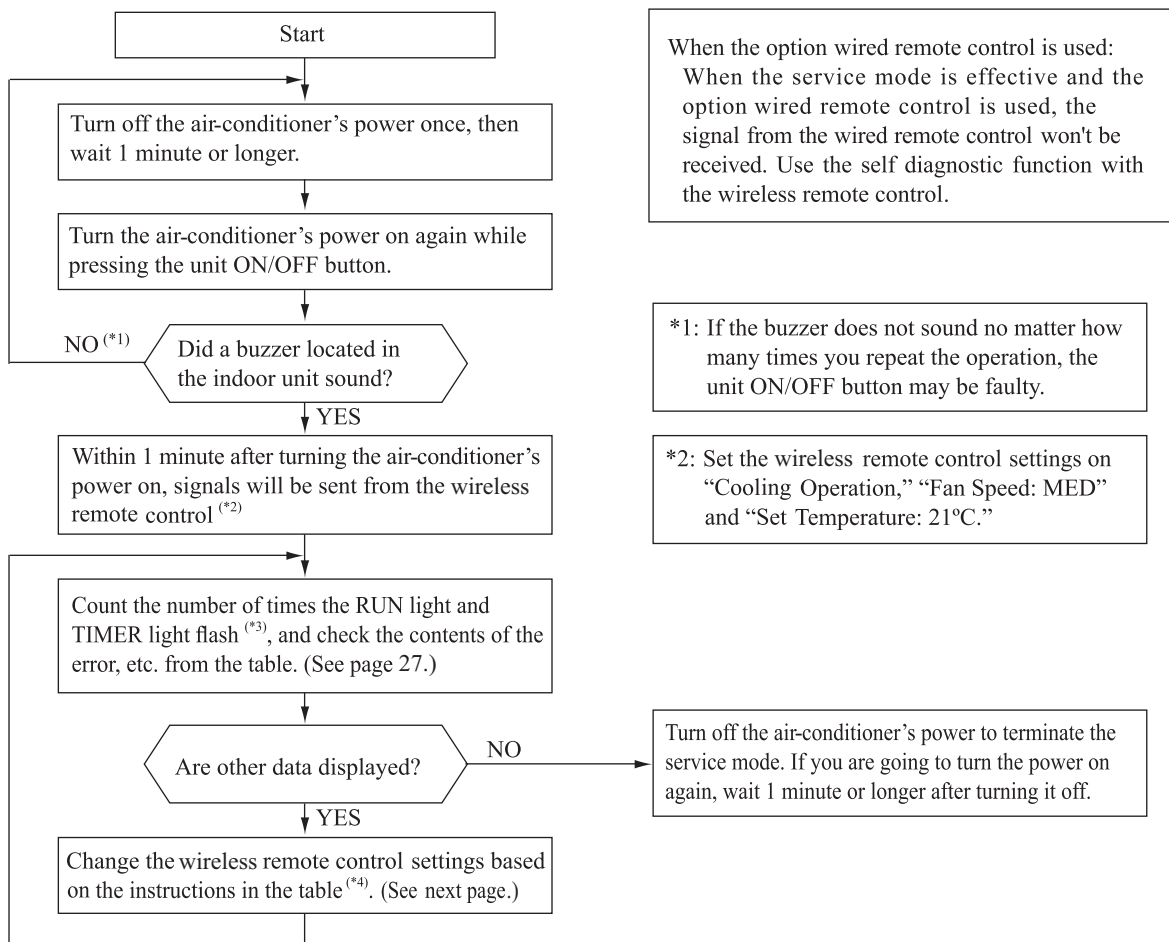 Start
Turn off the air-conditioner's power once, then
wait 1 minute or longer.
Turn the air-conditioner's power on again while
pressing the unit ON/OFF button.
NO (*1)
Did a buzzer located in
the indoor unit sound?
YES
Within 1 minute after turning the air-conditioner's
power on, signals will be sent from the wireless
remote control (*2)
Count the number of times the RUN light and
TIMER light flash (*3), and check the contents of the
error, etc. from the table. (See page 27.)
Are other data displayed?
NO
YES
Change the wireless remote control settings based
on the instructions in the table (*4). (See next page.)
When the option wired remote control is used:
When the service mode is effective and the
option wired remote control is used, the
signal from the wired remote control won't be
received. Use the self diagnostic function with
the wireless remote control.
*1: If the buzzer does not sound no matter how
many times you repeat the operation, the
unit ON/OFF button may be faulty.
*2: Set the wireless remote control settings on
"Cooling Operation," "Fan Speed: MED"
and "Set Temperature: 21ºC."
Turn off the air-conditioner's power to terminate the
service mode. If you are going to turn the power on
again, wait 1 minute or longer after turning it off.